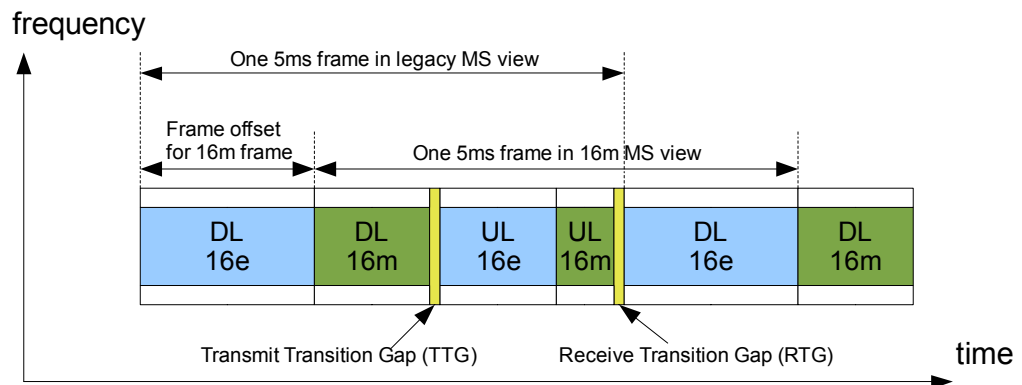 frequency
One 5ms frame in legacy MS view
Frame offset
for 16m frame
One 5ms frame in 16m MS view
DL
16e
DL
16m
UL
16e
UL
16m
DL
16e
DL
16m
Transmit Transition Gap (TTG)
Receive Transition Gap (RTG)
time